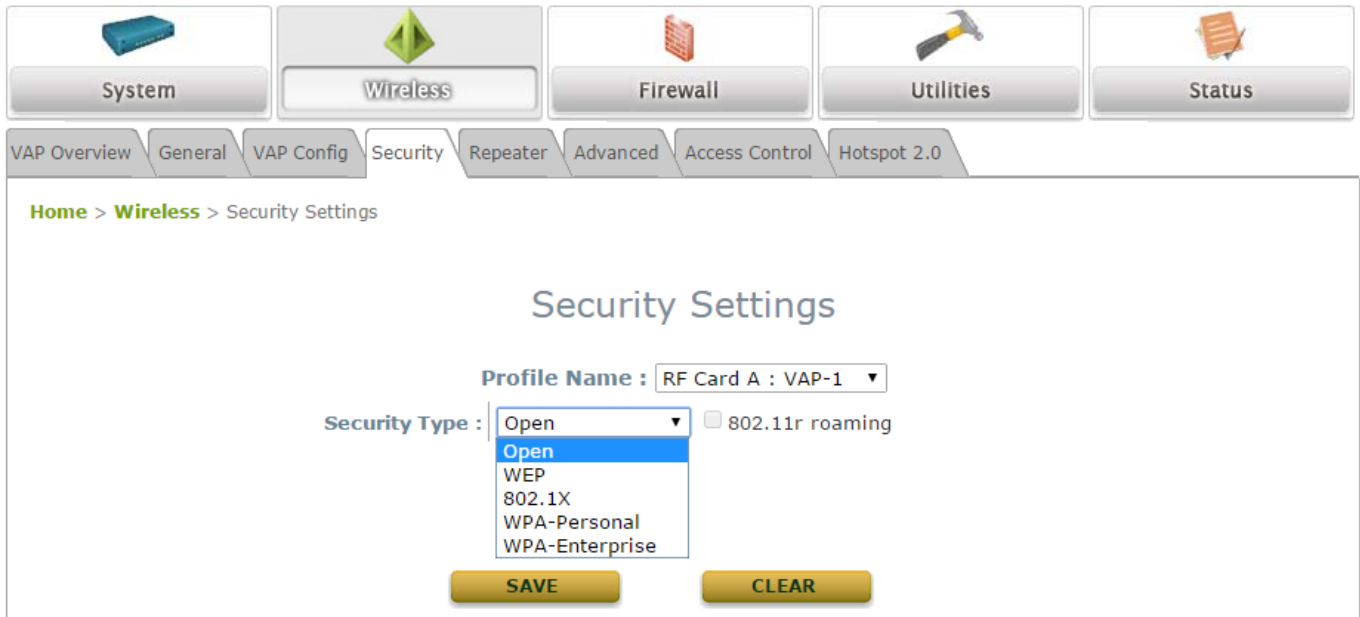 System Wireless Firewall Utilities Status
VAP Overview General VAP Config Security Repeater Advanced Access Control Hotspot 2.0
Home > Wireless > Security Settings
Security Settings
Profile Name : RF Card A : VAP-1
Security Type : Open 802.11r roaming
Open
WEP
802.1X
WPA-Personal
WPA-Enterprise
SAVE CLEAR